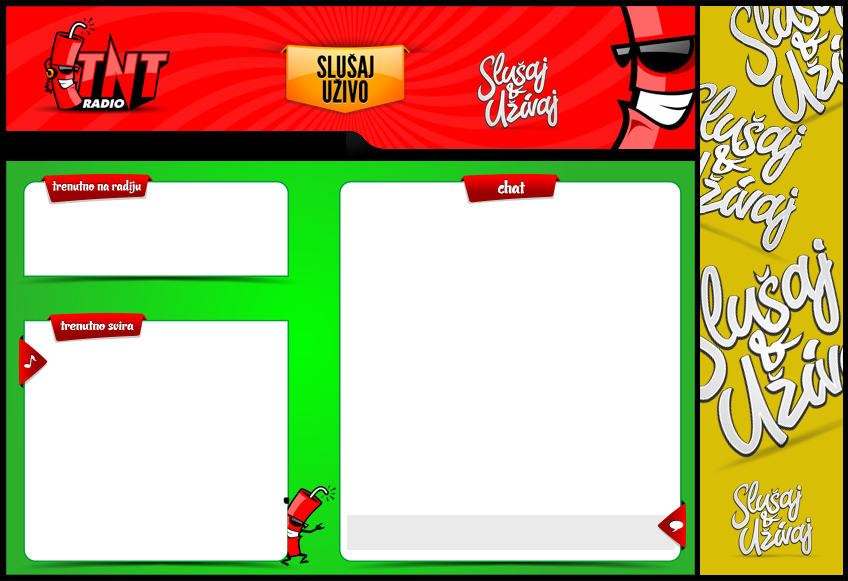 TNT
RADIO
SLUŠAJ
UŽIVO
Slušaj
&
Uživaj
trenutno na radiju
chat
trenutno svira
Slušaj
&
Uživaj
Slušaj
&
Uživaj
Slušaj
&
Uživaj
Slušaj
&
Uživaj